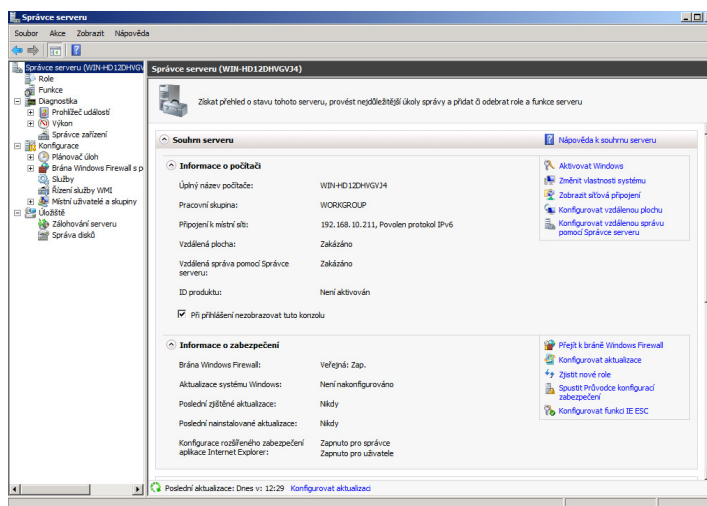 Správce serveru
Soubor Akce Zobrazit Nápověda
Správce serveru (WIN-HD12DHVGV
Role
Funkce
Diagnostika
Prohlížeč událostí
Výkon
Správce zařízení
Konfigurace
Plánovač úloh
Brána Windows Firewall s p
Služby
Řízení služby WMI
Místní uživatelé a skupiny
Úložiště
Zálohování serveru
Správa disků
Správce serveru (WIN-HD12DHVGVJ4)
Získat přehled o stavu tohoto serveru, provést nejdůležitější úkoly správy a přidat či odebrat role a funkce serveru
Souhrn serveru
Nápověda k souhrnu serveru
Informace o počítači
Úplný název počítače: WIN-HD12DHVGVJ4
Pracovní skupina: WORKGROUP
Připojení k místní síti: 192.168.10.211, Povolen protokol IPv6
Vzdálená plocha: Zakázáno
Vzdálená správa pomocí Správce
serveru:
Zakázáno
ID produktu: Není aktivován
Při přihlášení nezobrazovat tuto konzolu
Aktivovat Windows
Změnit vlastnosti systému
Zobrazit síťová připojení
Konfigurovat vzdálenou plochu
Konfigurovat vzdálenou správu
pomocí Správce serveru
Informace o zabezpečení
Brána Windows Firewall: Veřejná: Zap.
Aktualizace systému Windows: Není nakonfigurováno
Poslední zjištěné aktualizace: Nikdy
Poslední nainstalované aktualizace: Nikdy
Konfigurace rozšířeného zabezpečení
aplikace Internet Explorer:
Zapnuto pro správce
Zapnuto pro uživatele
Přejít k bráně Windows Firewall
Konfigurovat aktualizace
Zjistit nové role
Spustit Průvodce konfigurací
zabezpečení
Konfigurovat funkci IE ESC
Poslední aktualizace: Dnes v: 12:29 Konfigurovat aktualizaci